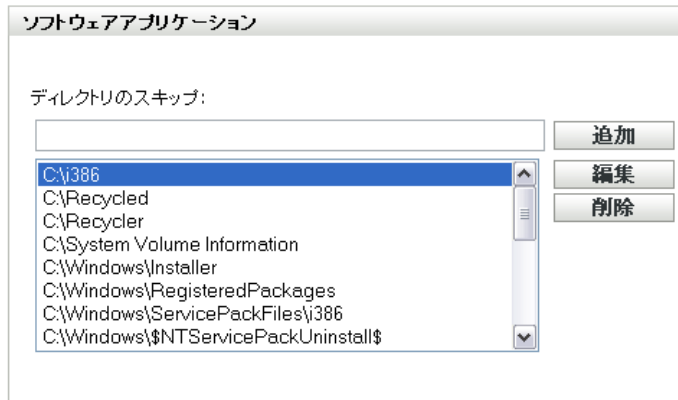 ソフトウェアアプリケーション
ディレクトリのスキップ:
追加
C:\i386
編集
C:\Recycled
削除
C:\Recycler
C:\System Volume Information
C:\Windows\Installer
C:\Windows\RegisteredPackages
C:\Windows\ServicePackFiles\i386
C:\Windows\$NTServicePackUninstall$